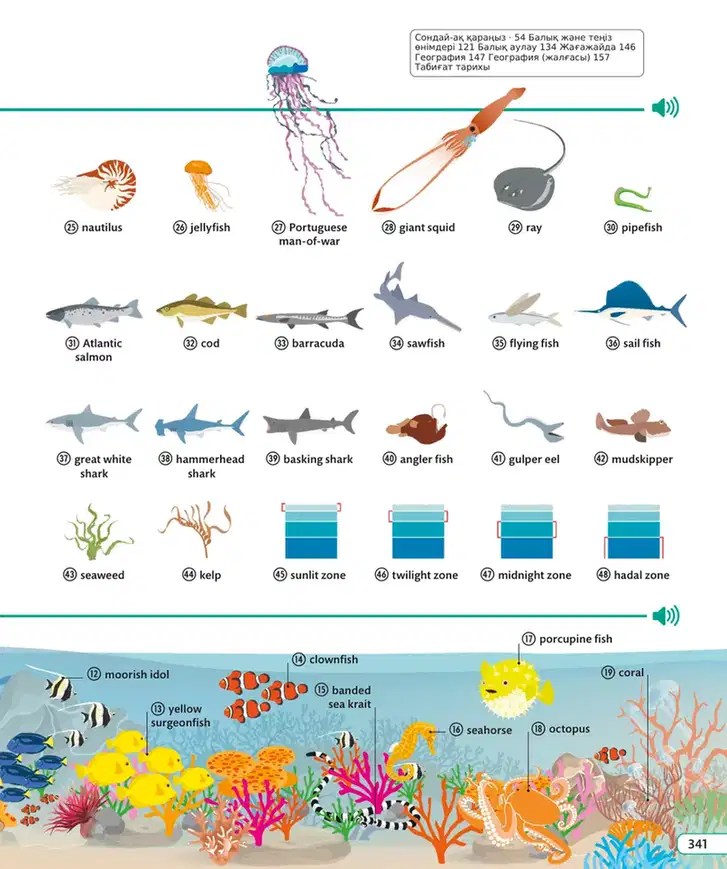 Сондай-ақ қараңыз · 54 Балық және теңіз
өнімдері 121 Балық аулау 134 Жағажайда 146
География 147 География (жалғасы) 157
Табиғат тарихы
25 nautilus
26 jellyfish
27 Portuguese
man-of-war
28 giant squid
29 ray
30 pipefish
31 Atlantic
salmon
32 cod
33 barracuda
34 sawfish
35 flying fish
36 sail fish
37 great white
shark
38 hammerhead
shark
39 basking shark
40 angler fish
41 gulper eel
42 mudskipper
43 seaweed
44 kelp
45 sunlit zone
46 twilight zone
47 midnight zone
48 hadal zone
17 porcupine fish
14 clownfish
12 moorish idol
19 coral
15 banded
sea krait
13 yellow
surgeonfish
16 seahorse
18 octopus
341